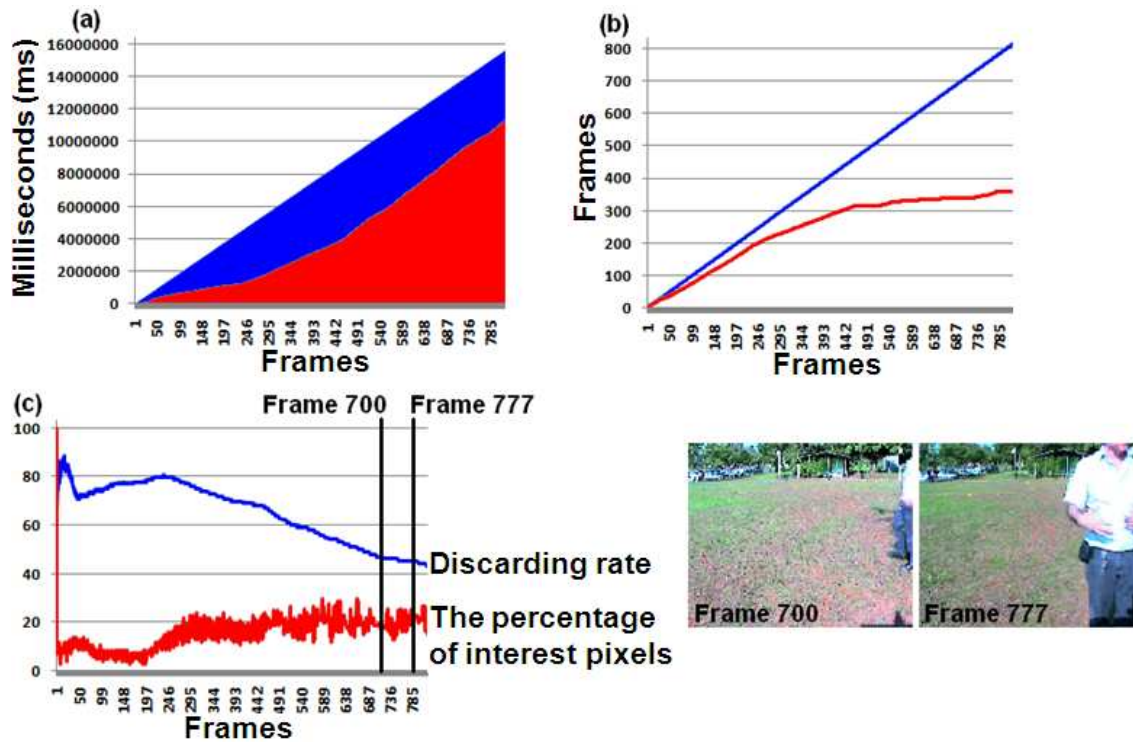 (a)
Milliseconds (ms)
16000000
14000000
12000000
10000000
8000000
6000000
4000000
2000000
0
1 50 99 148 197 246 295 344 393 442 491 540 589 638 687 736 785
Frames
(b)
Frames
800
700
600
500
400
300
200
100
0
1 50 99 148 197 246 295 344 393 442 491 540 589 638 687 736 785
Frames
(c)
Frame 700 Frame 777
100
80
60
40
20
0
1 50 99 148 197 246 295 344 393 442 491 540 589 638 687 736 785
Frames
Discarding rate
The percentage
of interest pixels
Frame 700
Frame 777